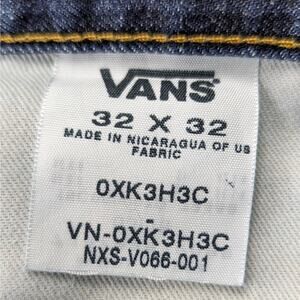 VANS
32 X 32
MADE IN NICARAGUA OF US
FABRIC
0XK3H3C
-
VN-0XK3H3C
NXS-V066-001